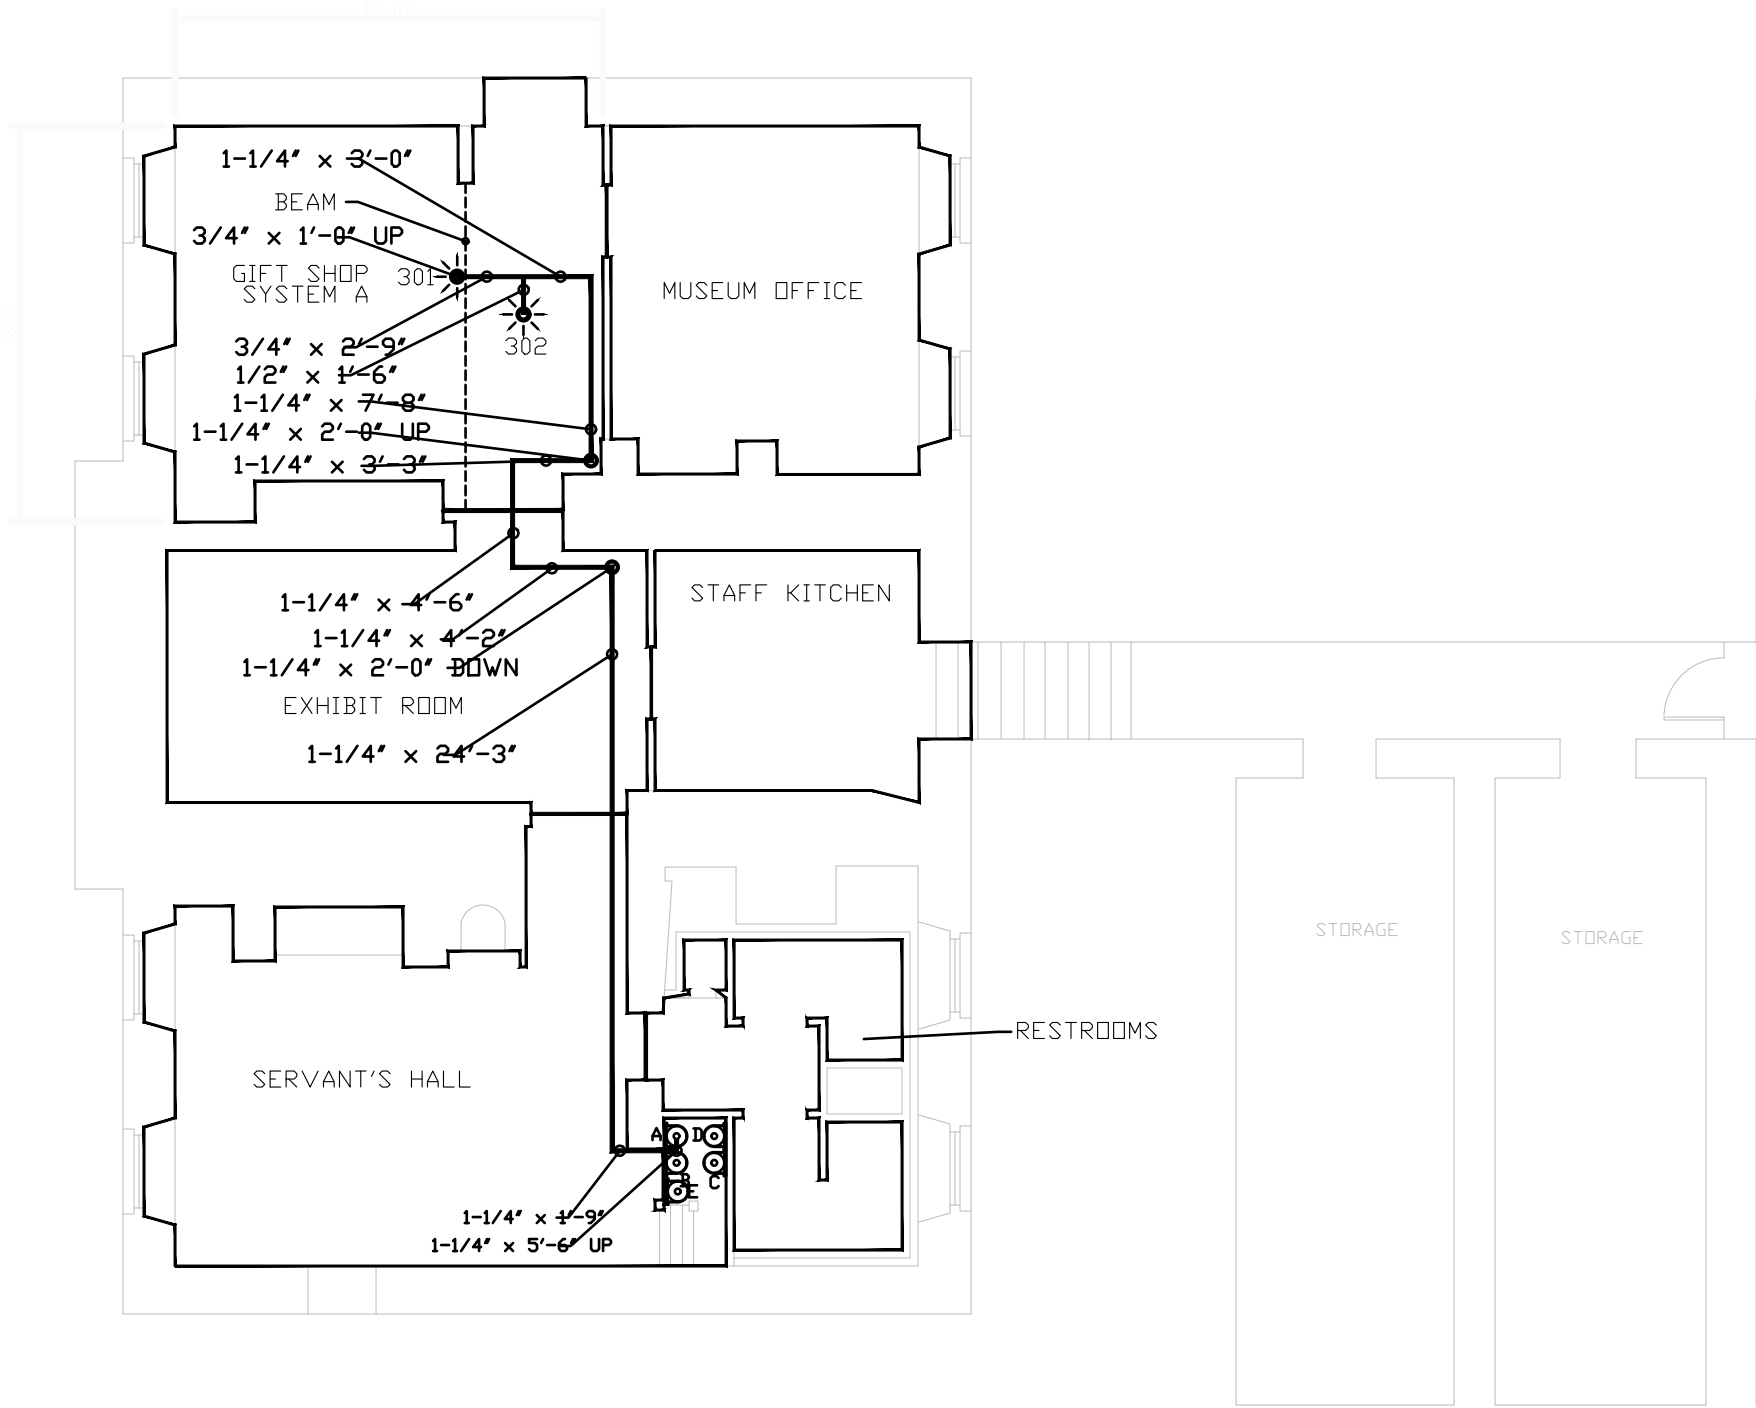 1-1/4" x 3'-0"
BEAM
3/4" x 1'-0" UP
GIFT SHOP
SYSTEM A
301
MUSEUM OFFICE
302
3/4" x 2'-9"
1/2" x 1'-6"
1-1/4" x 7'-8"
1-1/4" x 2'-0" UP
1-1/4" x 3'-3"
STAFF KITCHEN
1-1/4" x 4'-6"
1-1/4" x 4'-2"
1-1/4" x 2'-0" DOWN
EXHIBIT ROOM
1-1/4" x 24'-3"
STORAGE
STORAGE
RESTROOMS
SERVANT'S HALL
A D
B C
E
1-1/4" x 1'-9"
1-1/4" x 5'-6" UP